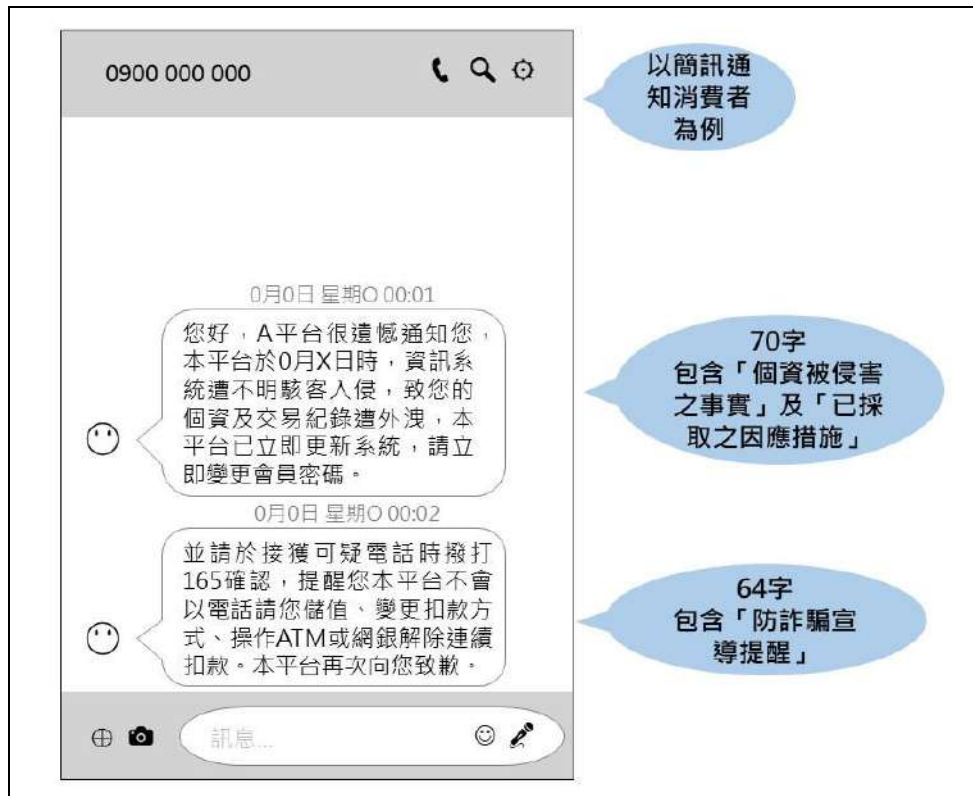 0900 000 000
以簡訊通
知消費者
為例
0月0日 星期O 00:01
您好，A平台很遺憾通知您，
本平台於0月X日時，資訊系
統遭不明駭客入侵，致您的
個資及交易紀錄遭外洩，本
平台已立即更新系統，請立
即變更會員密碼。
70字
包含「個資被侵害
之事實」及「已採
取之因應措施」
0月0日 星期O 00:02
並請於接獲可疑電話時撥打
165確認，提醒您本平台不會
以電話請您儲值、變更扣款方
式、操作ATM或網銀解除連續
扣款。本平台再次向您致歉。
64字
包含「防詐騙宣
導提醒」
訊息...